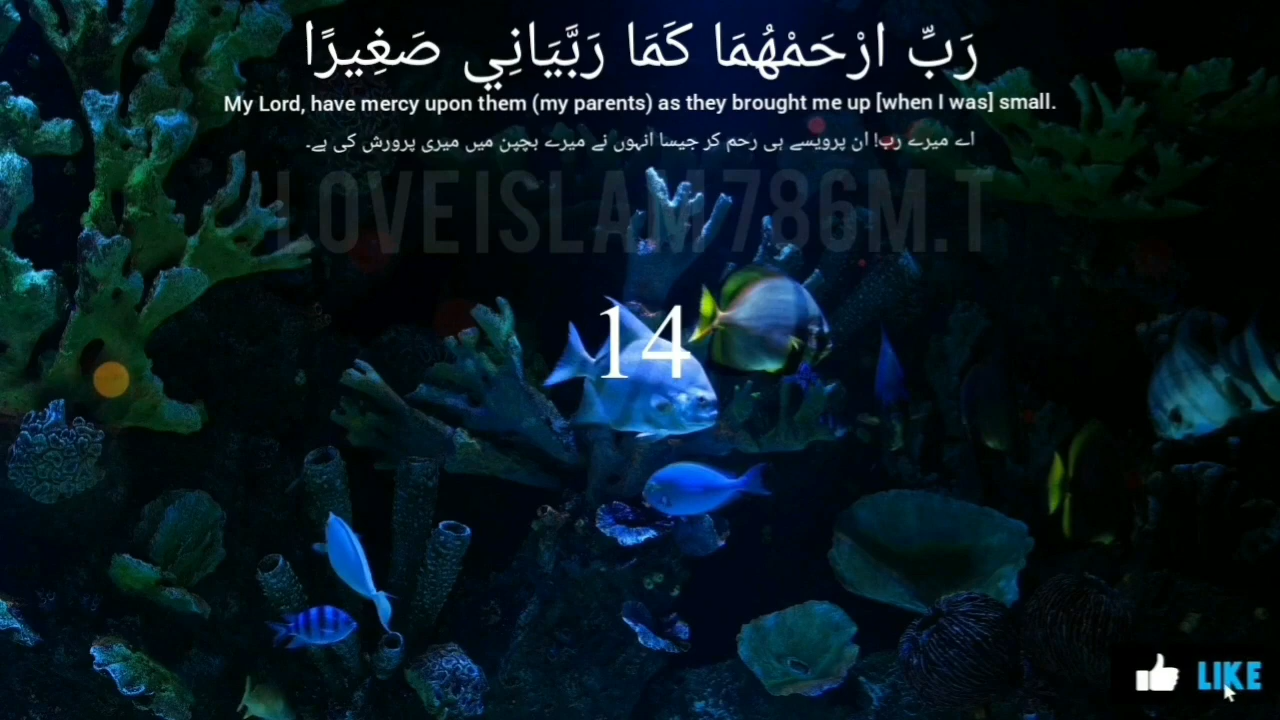 رَبِّ ارْحَمْهُمَا كَمَا رَبَّيَانِي صَغِيرًا
My Lord, have mercy upon them (my parents) as they brought me up [when I was] small.
اے میرے رب! ان پرویسے ہی رحم کر جیسا انہوں نے میرے بچپن میں میری پرورش کی ہے۔
ILOVEISLAM786M.T
14
LIKE